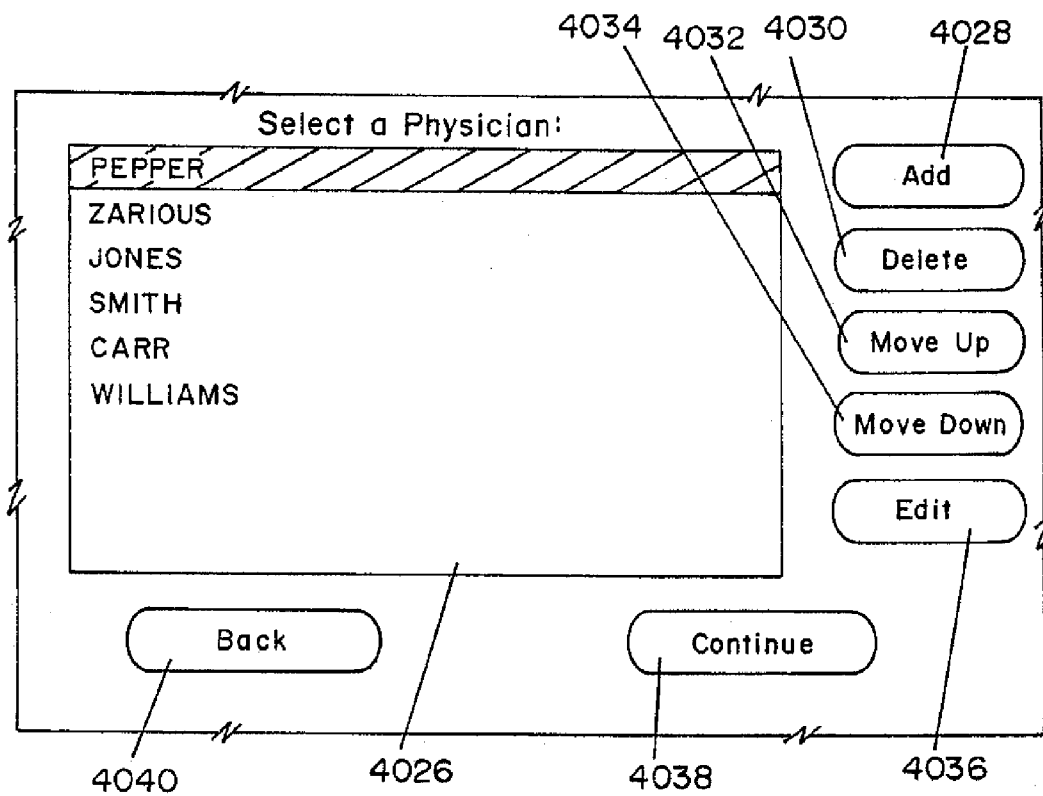 4034 4032 4030 4028
Select a Physician:
PEPPER
ZARIOUS
JONES
SMITH
CARR
WILLIAMS
Add
Delete
Move Up
Move Down
Edit
Back
Continue
4040 4026 4038 4036